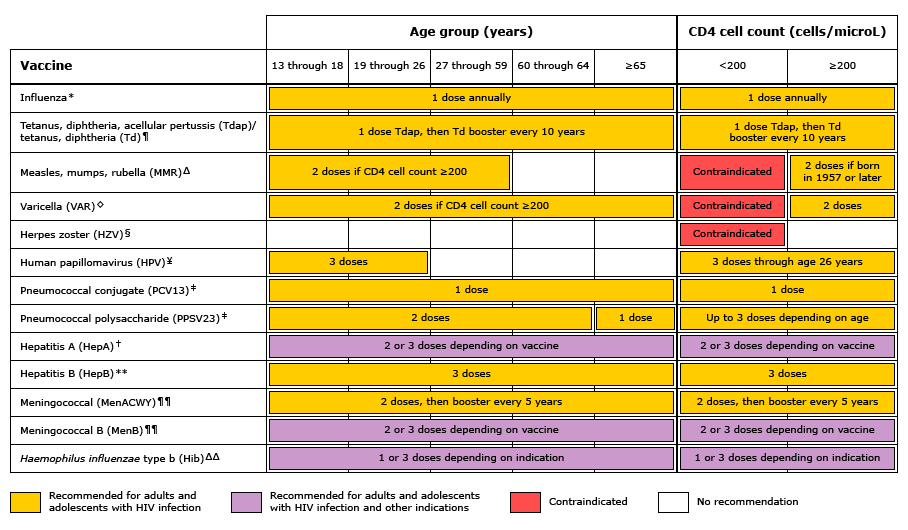 Age group (years)
CD4 cell count (cells/microL)
Vaccine
13 through 18
19 through 26
27 through 59
60 through 64
≥65
<200
≥200
Influenza*
1 dose annually
1 dose annually
Tetanus, diphtheria, acellular pertussis (Tdap)/
tetanus, diphtheria (Td)¶
1 dose Tdap, then Td booster every 10 years
1 dose Tdap, then Td
booster every 10 years
Measles, mumps, rubella (MMR)Δ
2 doses if CD4 cell count ≥200
Contraindicated
2 doses if born
in 1957 or later
Varicella (VAR)◇
2 doses if CD4 cell count ≥200
Contraindicated
2 doses
Herpes zoster (HZV)§
Contraindicated
Human papillomavirus (HPV)¥
3 doses
3 doses through age 26 years
Pneumococcal conjugate (PCV13)‡
1 dose
1 dose
Pneumococcal polysaccharide (PPSV23)‡
2 doses
1 dose
Up to 3 doses depending on age
Hepatitis A (HepA)†
2 or 3 doses depending on vaccine
2 or 3 doses depending on vaccine
Hepatitis B (HepB)**
3 doses
3 doses
Meningococcal (MenACWY)¶¶
2 doses, then booster every 5 years
2 doses, then booster every 5 years
Meningococcal B (MenB)¶¶
2 or 3 doses depending on vaccine
2 or 3 doses depending on vaccine
Haemophilus influenzae type b (Hib)ΔΔ
1 or 3 doses depending on indication
1 or 3 doses depending on indication
Recommended for adults and
adolescents with HIV infection
Recommended for adults and adolescents
with HIV infection and other indications
Contraindicated
No recommendation